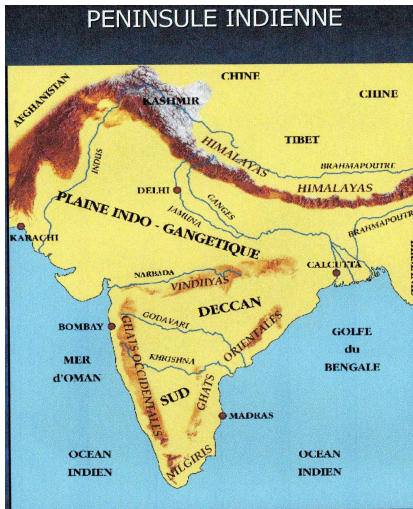 PENINSULE INDIENNE
CHINE
AFGHANISTAN
KASHMIR
CHINE
TIBET
HIMALAYAS
BRAHMAPOUTRE
INDUS
HIMALAYAS
DELHI
GANGES
JAMUNA
PLAINE INDO - GANGETIQUE
BRAHMAPOUTRE
KARACHI
CALCUTTA
NARBADA
VINDHYAS
DECCAN
GODAVARI
BOMBAY
GHATS OCCIDENTALES
GHATS ORIENTALES
GOLFE
du
BENGALE
MER
d'OMAN
KHRISHNA
SUD
MADRAS
NILGIRIS
OCEAN
INDIEN
OCEAN
INDIEN